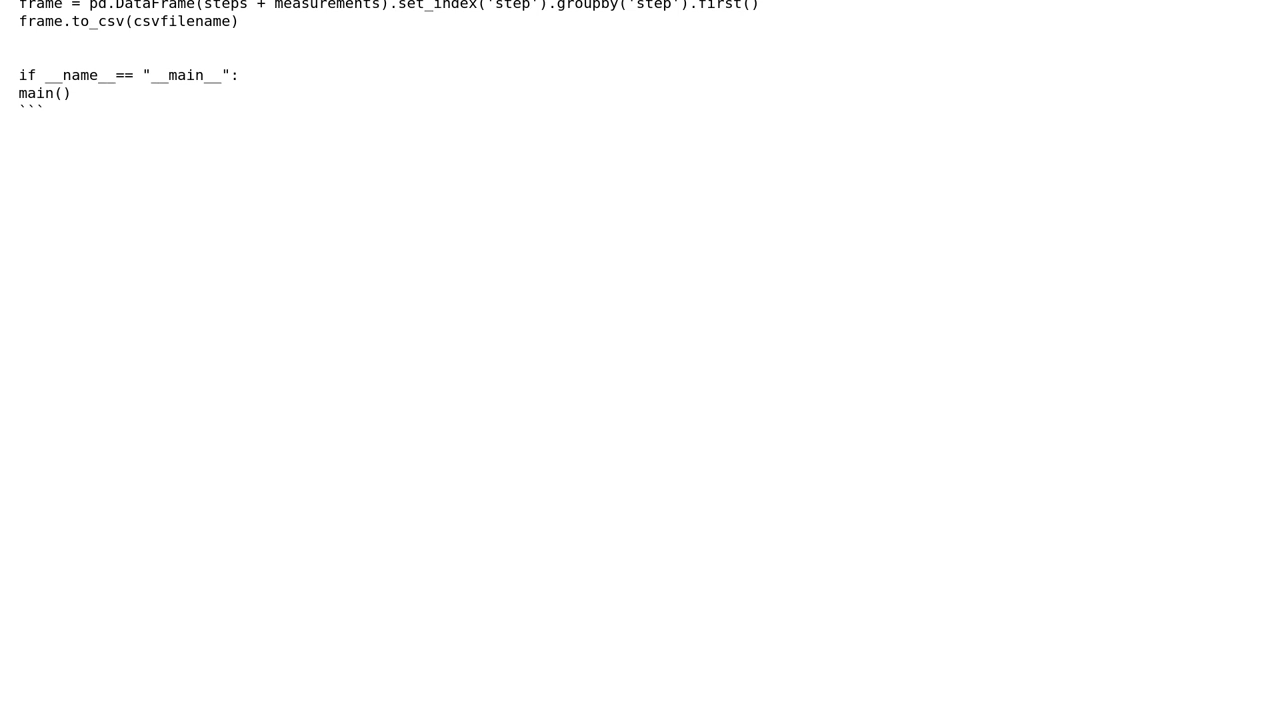 frame = pd.DataFrame(steps + measurements).set_index('step').groupby('step').first()
frame.to_csv(csvfilename)
if __name__== "__main__":
main()
```